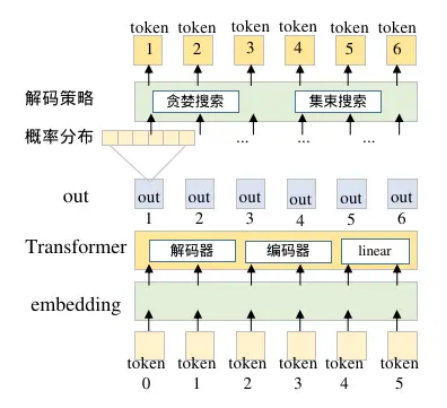 token token token token token token
1 2 3 4 5 6
解码策略 贪婪搜索 集束搜索
概率分布 ... ... ...
out out out out out out out
1 2 3 4 5 6
Transformer 解码器 编码器 linear
embedding
token token token token token token
0 1 2 3 4 5